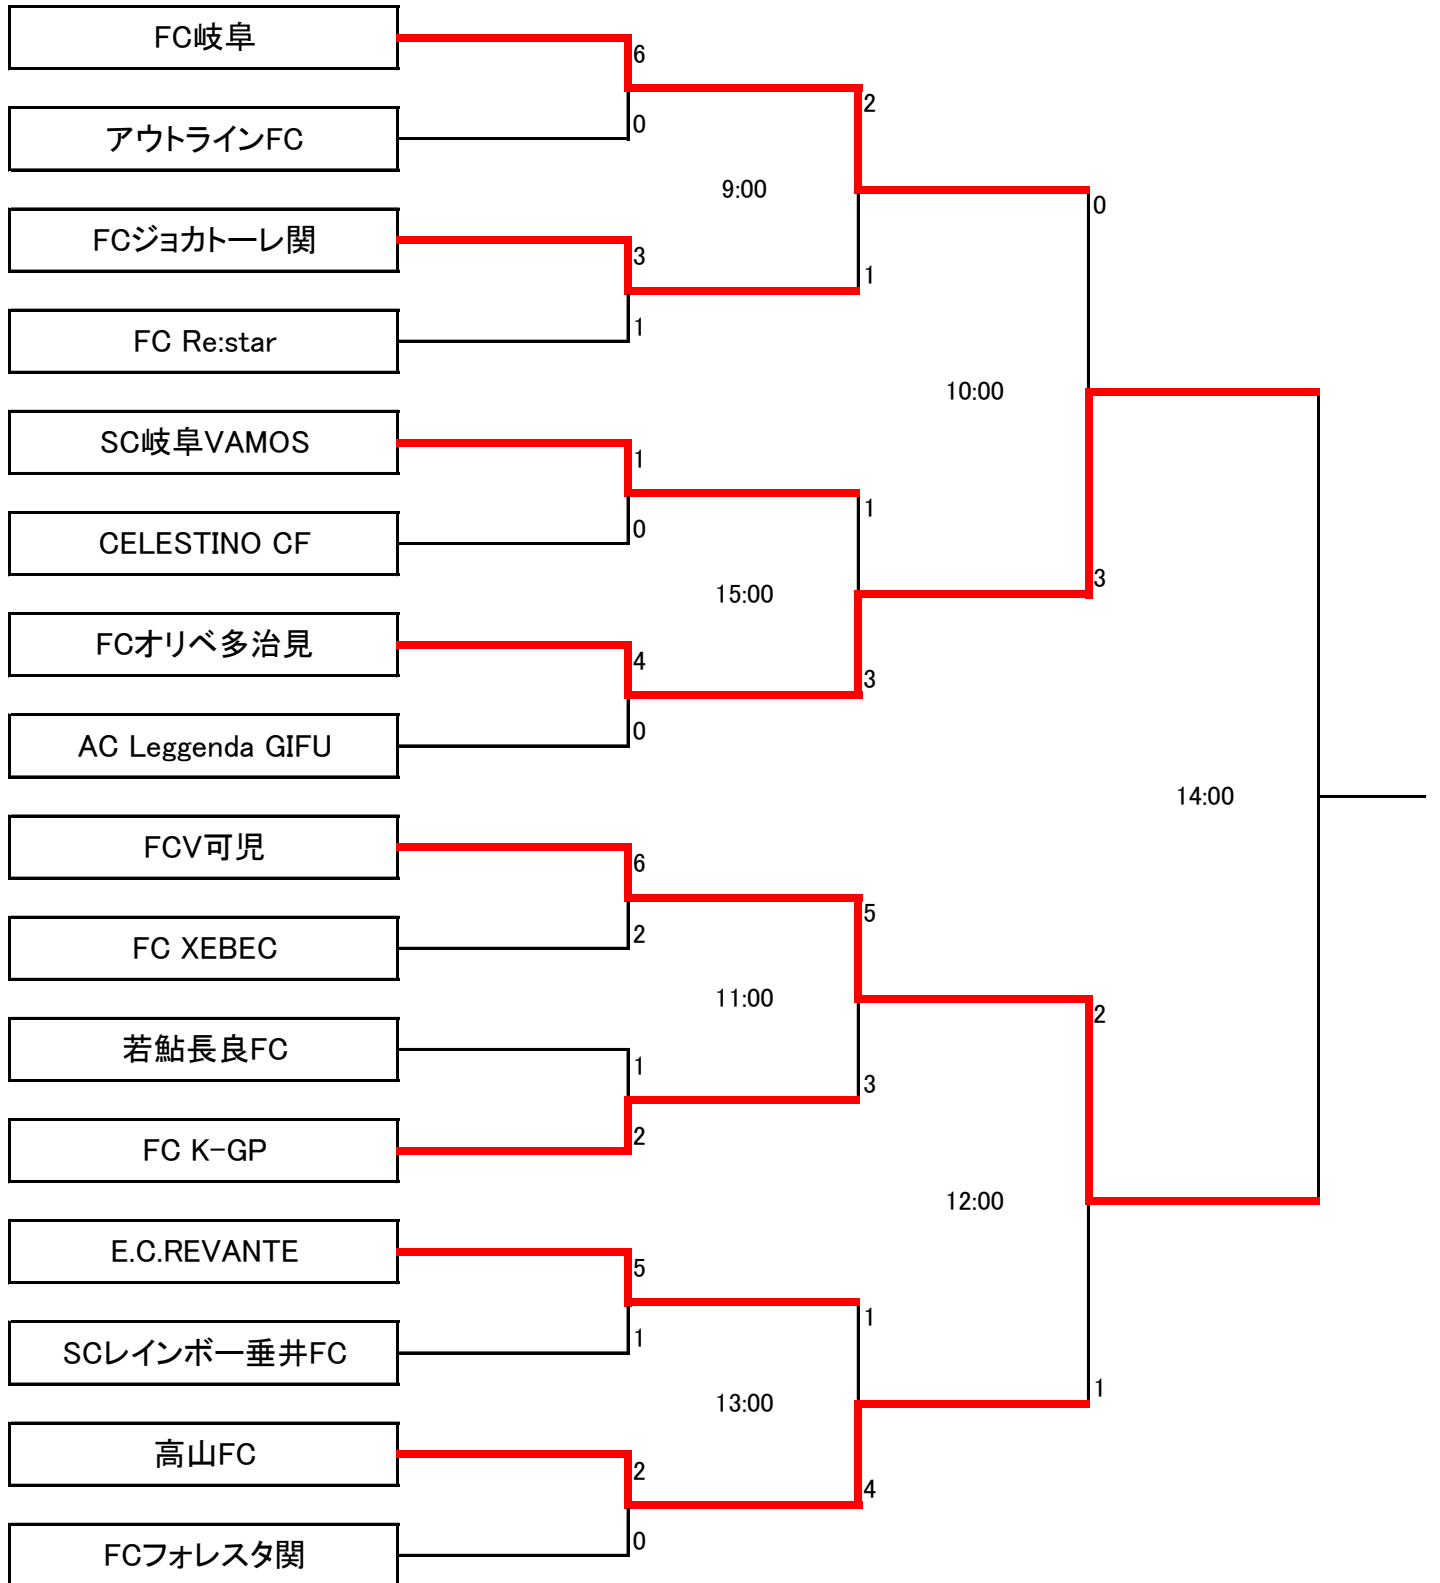 FC岐阜
6
2
0
アウトラインFC
9:00
0
FCジョカトーレ関
3
1
FC Re:star
1
10:00
SC岐阜VAMOS
1
1
0
CELESTINO CF
15:00
3
FCオリベ多治見
4
3
0
AC Leggenda GIFU
14:00
FCV可児
6
5
2
FC XEBEC
11:00
2
若鮎長良FC
1
3
FC K-GP
2
12:00
E.C.REVANTE
5
1
1
SCレインボー垂井FC
13:00
1
高山FC
2
4
0
FCフォレスタ関